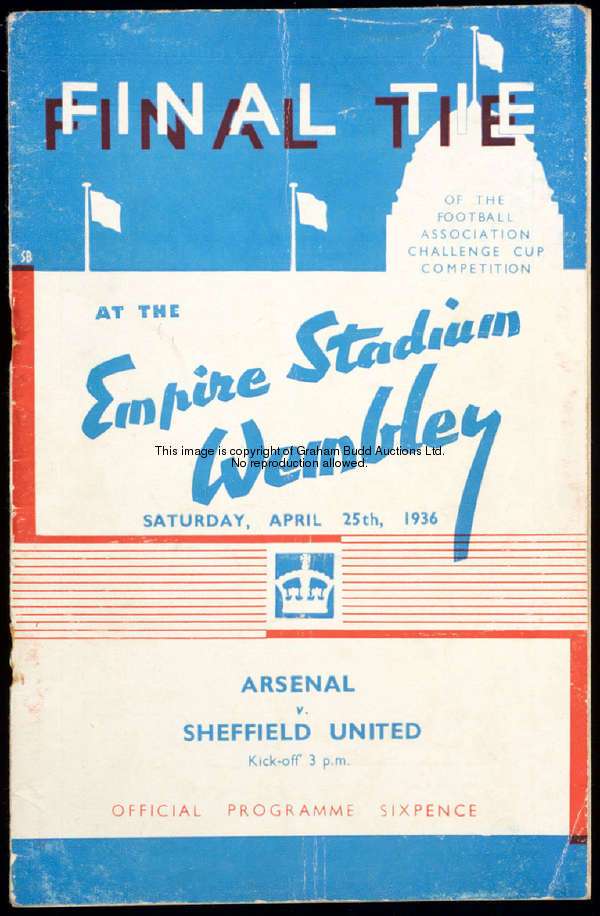 FINAL TIE
OF THE
FOOTBALL
ASSOCIATION
CHALLENGE CUP
COMPETITION
SB
AT THE
Empire Stadium
Wembley
This image is copyright of Graham Budd Auctions Ltd.
No reproduction allowed.
SATURDAY, APRIL 25th, 1936
ARSENAL
v.
SHEFFIELD UNITED
Kick-off 3 p.m.
OFFICIAL PROGRAMME SIXPENCE